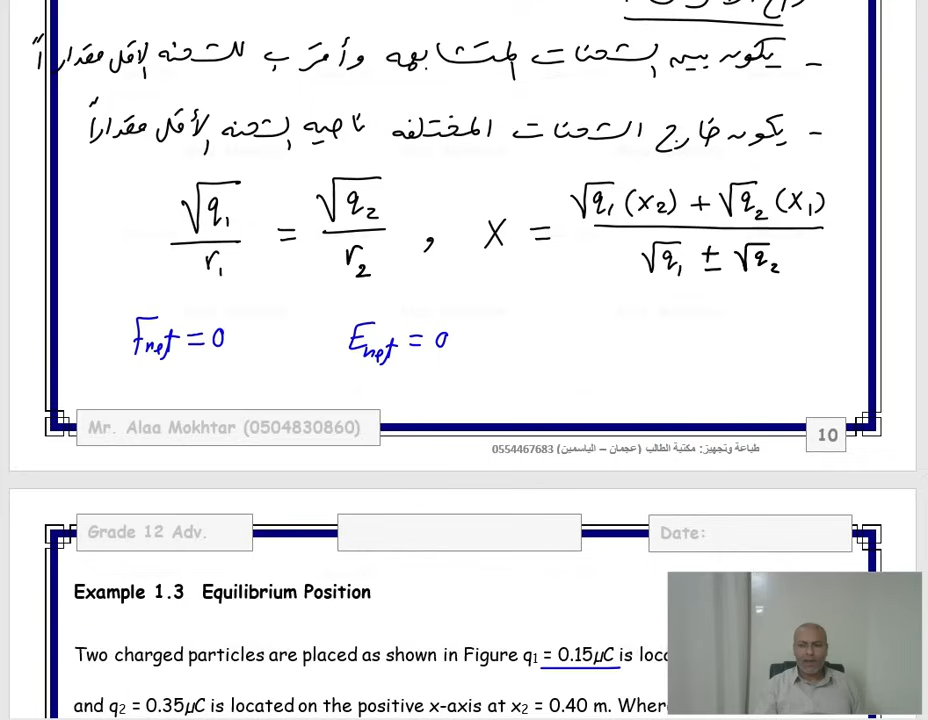 - يكون بين الشحنات المتشابهه وأقرب للشحنه الاقل مقداراً
- يكون خارج الشحنات المختلفه ناحيه الشحنه الأقل مقداراً
√q₁ / r₁ = √q₂ / r₂ , X = (√q₁ (x₂) + √q₂ (x₁)) / (√q₁ ± √q₂)
Fnet = 0 Enet = 0
Mr. Alaa Mokhtar (0504830860)
10
طباعة وتجهيز: مكتبة الطالب (عجمان – الياسمين) 0554467683
Grade 12 Adv. Date:
Example 1.3 Equilibrium Position
Two charged particles are placed as shown in Figure q₁ = 0.15µC is
and q₂ = 0.35µC is located on the positive x-axis at x₂ = 0.40 m.